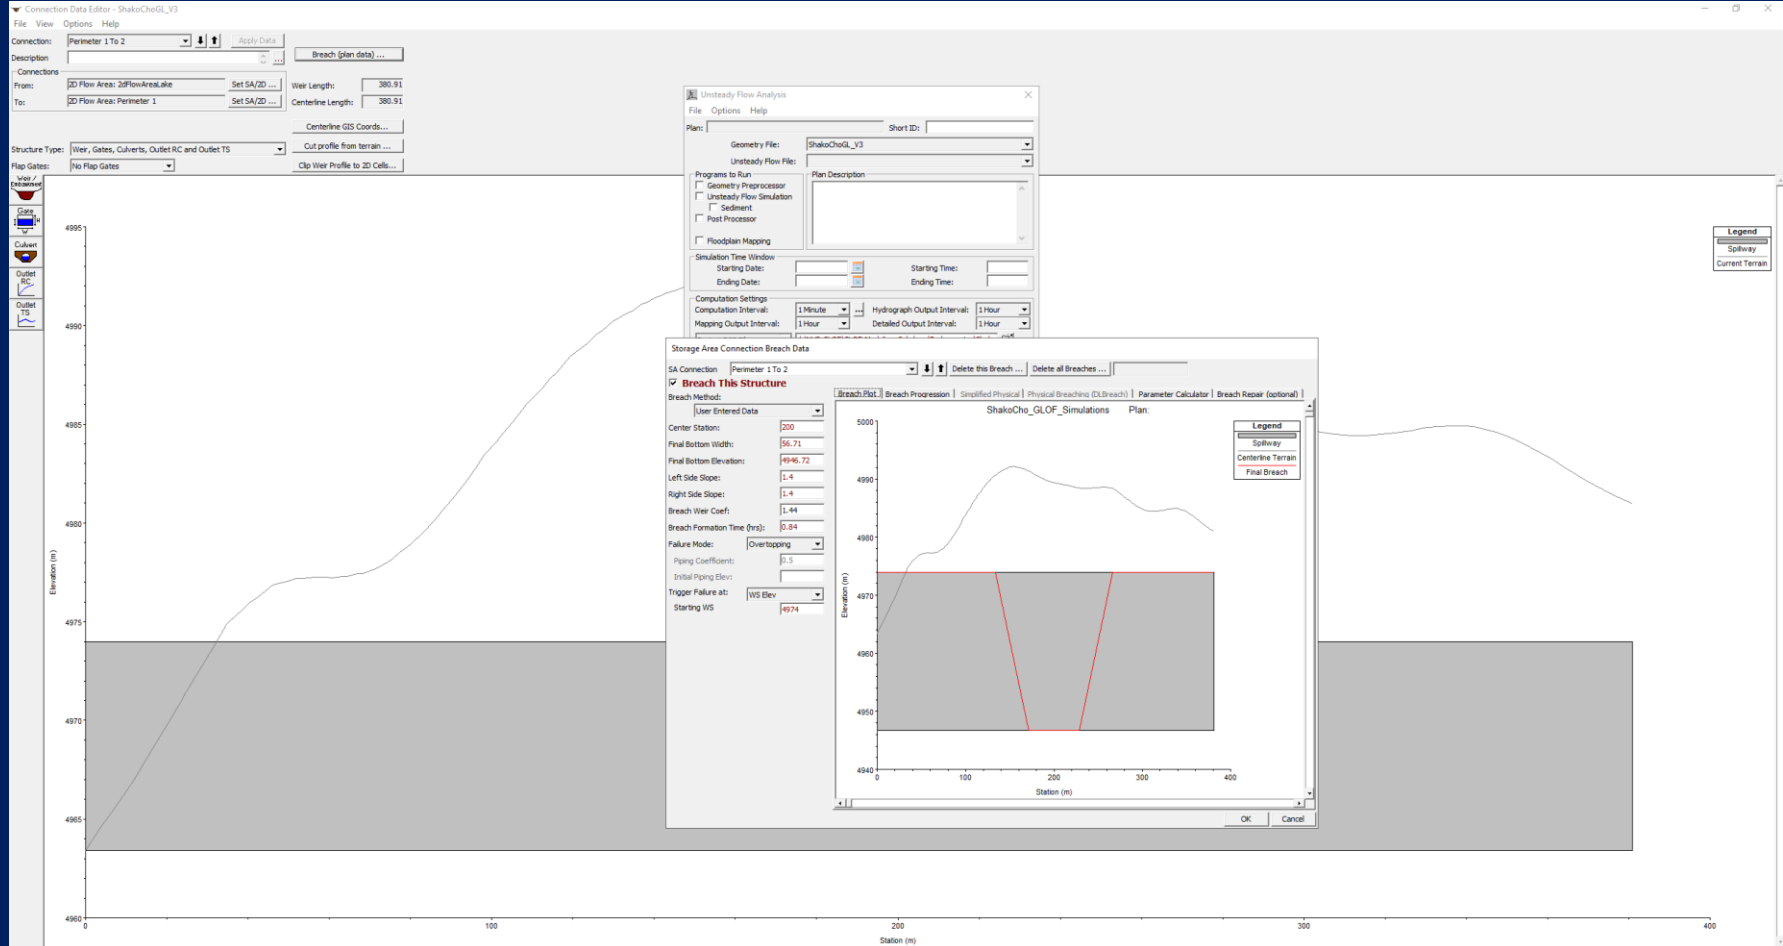 Connection Data Editor - ShakoChoGL_V3
File View Options Help
Connection: Perimeter 1 To 2 Apply Data
Description ... Breach (plan data) ...
Connections
From: 2D Flow Area: 2dFlowAreaLake Set SA/2D ... Weir Length: 380.91
To: 2D Flow Area: Perimeter 1 Set SA/2D ... Centerline Length: 380.91
Centerline GIS Coords...
Structure Type: Weir, Gates, Culverts, Outlet RC and Outlet TS Cut profile from terrain ...
Flap Gates: No Flap Gates Clip Weir Profile to 2D Cells...
Weir / Embankment
Gate
Culvert
Outlet RC
Outlet TS
4995
4990
4985
4980
4975
4970
4965
4960
Elevation (m)
0 100 200 300 400
Station (m)
Legend
Spillway
Current Terrain
Unsteady Flow Analysis
File Options Help
Plan: Short ID:
Geometry File: ShakoChoGL_V3
Unsteady Flow File:
Programs to Run
Geometry Preprocessor
Unsteady Flow Simulation
Sediment
Post Processor
Floodplain Mapping
Plan Description
Simulation Time Window
Starting Date: Starting Time:
Ending Date: Ending Time:
Computation Settings
Computation Interval: 1 Minute ... Hydrograph Output Interval: 1 Hour
Mapping Output Interval: 1 Hour Detailed Output Interval: 1 Hour
Storage Area Connection Breach Data
SA Connection Perimeter 1 To 2 Delete this Breach ... Delete all Breaches ...
Breach This Structure
Breach Method:
User Entered Data
Center Station: 200
Final Bottom Width: 56.71
Final Bottom Elevation: 4946.72
Left Side Slope: 1.4
Right Side Slope: 1.4
Breach Weir Coef: 1.44
Breach Formation Time (hrs): 0.84
Failure Mode: Overtopping
Piping Coefficient: 0.5
Initial Piping Elev:
Trigger Failure at: WS Elev
Starting WS 4974
Breach Plot Breach Progression Simplified Physical Physical Breaching (DLBreach) Parameter Calculator Breach Repair (optional)
ShakoCho_GLOF_Simulations Plan:
5000
4990
4980
4970
4960
4950
4940
Elevation (m)
0 100 200 300 400
Station (m)
Legend
Spillway
Centerline Terrain
Final Breach
OK Cancel